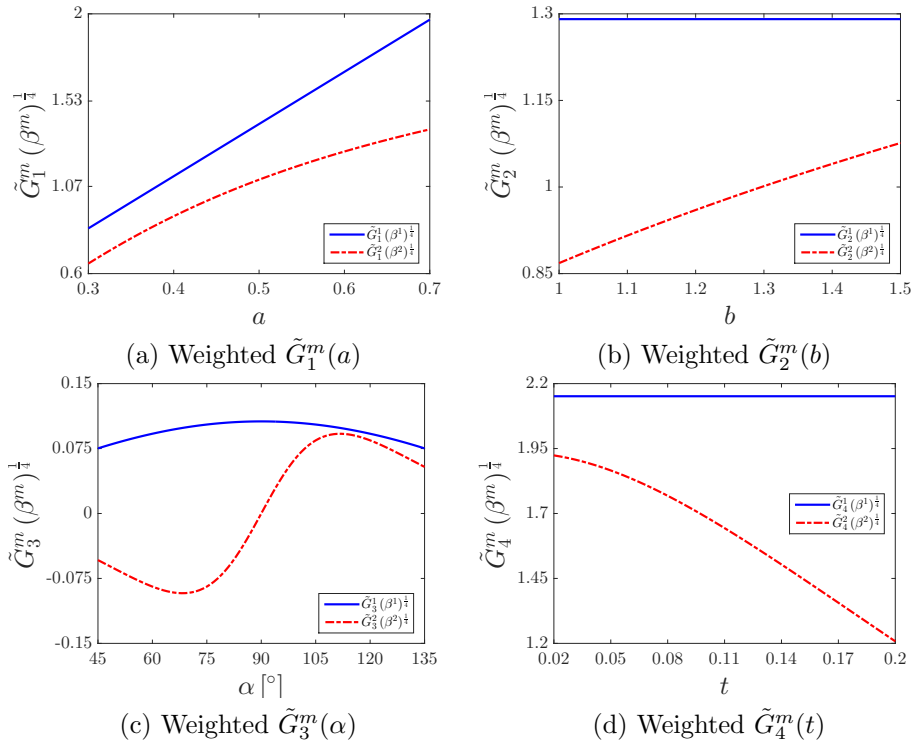 2
1.53
1.07
0.6
0.3 0.4 0.5 0.6 0.7
a
G̃₁ᵐ(βᵐ)^¼
G̃₁¹(β¹)^¼
G̃₁²(β²)^¼
(a) Weighted G̃₁ᵐ(a)
1.3
1.15
1
0.85
1 1.1 1.2 1.3 1.4 1.5
b
G̃₂ᵐ(βᵐ)^¼
G̃₂¹(β¹)^¼
G̃₂²(β²)^¼
(b) Weighted G̃₂ᵐ(b)
0.15
0.075
0
-0.075
-0.15
45 60 75 90 105 120 135
α [°]
G̃₃ᵐ(βᵐ)^¼
G̃₃¹(β¹)^¼
G̃₃²(β²)^¼
(c) Weighted G̃₃ᵐ(α)
2.2
1.95
1.7
1.45
1.2
0.02 0.05 0.08 0.11 0.14 0.17 0.2
t
G̃₄ᵐ(βᵐ)^¼
G̃₄¹(β¹)^¼
G̃₄²(β²)^¼
(d) Weighted G̃₄ᵐ(t)